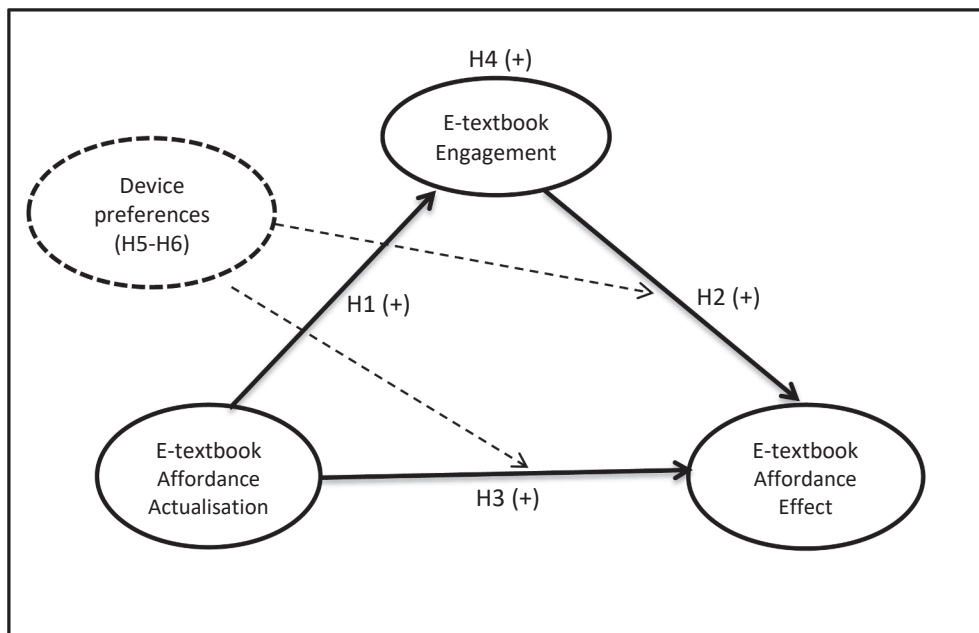 H4 (+)
E-textbook
Engagement
Device
preferences
(H5-H6)
H1 (+)
H2 (+)
E-textbook
Affordance
Actualisation
H3 (+)
E-textbook
Affordance
Effect